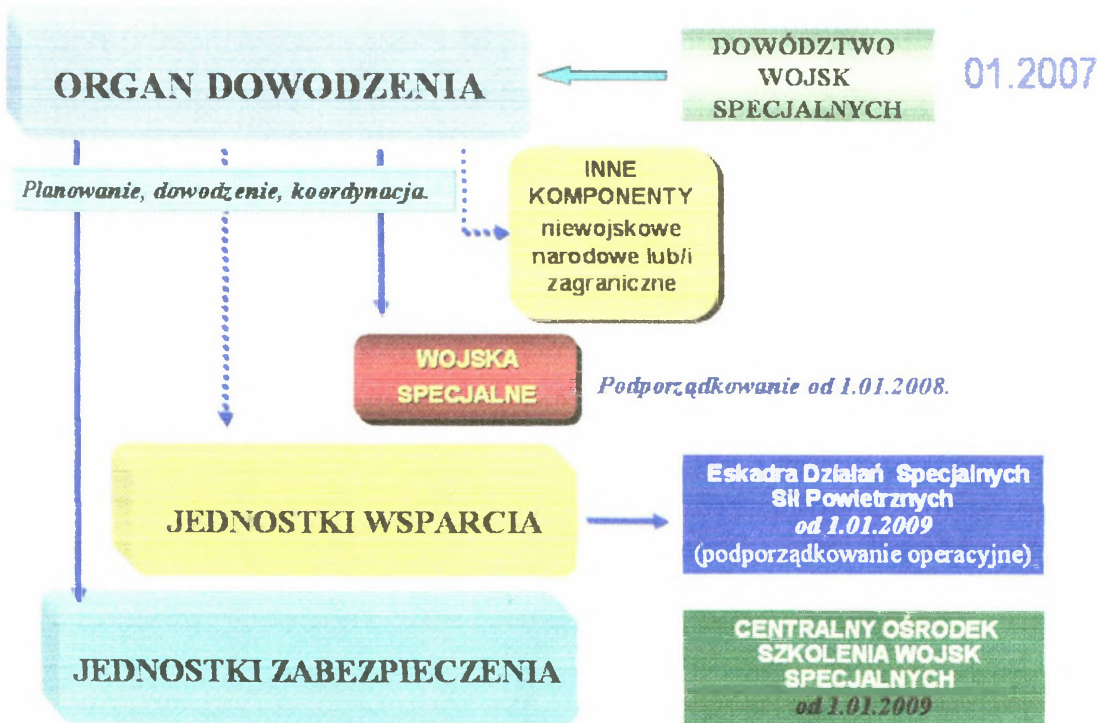 ORGAN DOWODZENIA
DOWÓDZTWO
WOJSK
SPECJALNYCH
01.2007
Planowanie, dowodzenie, koordynacja.
INNE
KOMPONENTY
niewojskowe
narodowe lub/i
zagraniczne
WOJSKA
SPECJALNE
Podporządkowanie od 1.01.2008.
JEDNOSTKI WSPARCIA
Eskadra Działań Specjalnych
Sił Powietrznych
od 1.01.2009
(podporządkowanie operacyjne)
JEDNOSTKI ZABEZPIECZENIA
CENTRALNY OŚRODEK
SZKOLENIA WOJSK
SPECJALNYCH
od 1.01.2009